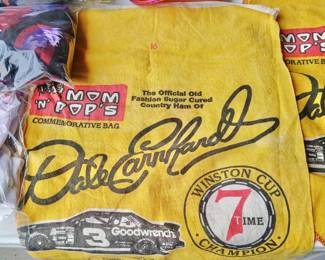 MOM
'N' POP'S
COMMEMORATIVE BAG
The Official Old
Fashion Sugar Cured
Country Ham Of
Dale Earnhardt
WINSTON CUP
7 TIME
CHAMPION
3 Goodwrench